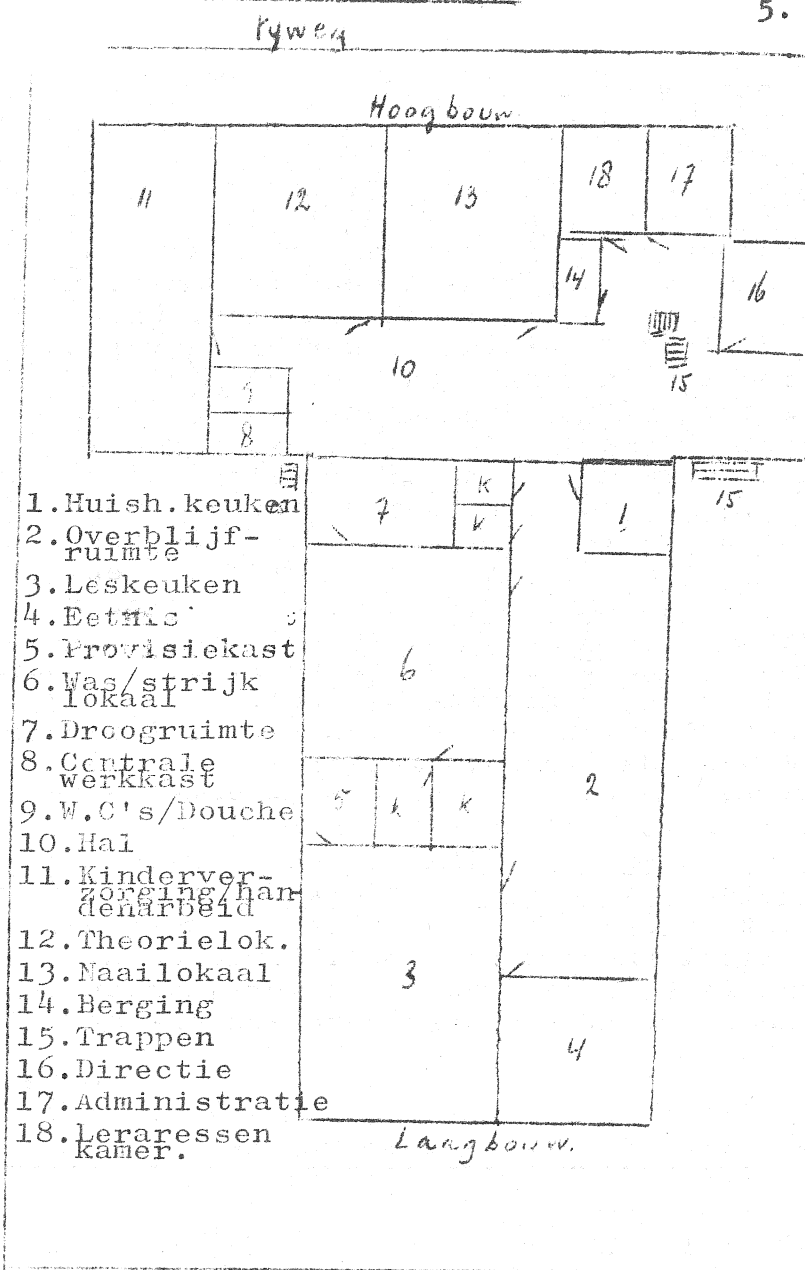 5.
ryweg
Hoogbouw
11
12
13
18
17
14
16
10
15
9
8
7
K
K
1
15
6
5
K
K
2
3
4
1.Huish.keuken
2.Overblijf-
ruimte
3.Leskeuken
4.
5.Provisiekast
6.Was/strijk
lokaal
7.Droogruimte
8.Centrale
werkkast
9.W.C's/Douche
10.Hal
11.Kinderver-
zorging/han-
denarbeid
12.Theorielok.
13.Naailokaal
14.Berging
15.Trappen
16.Directie
17.Administratie
18.Leraressen
kamer.
Laagbouw.